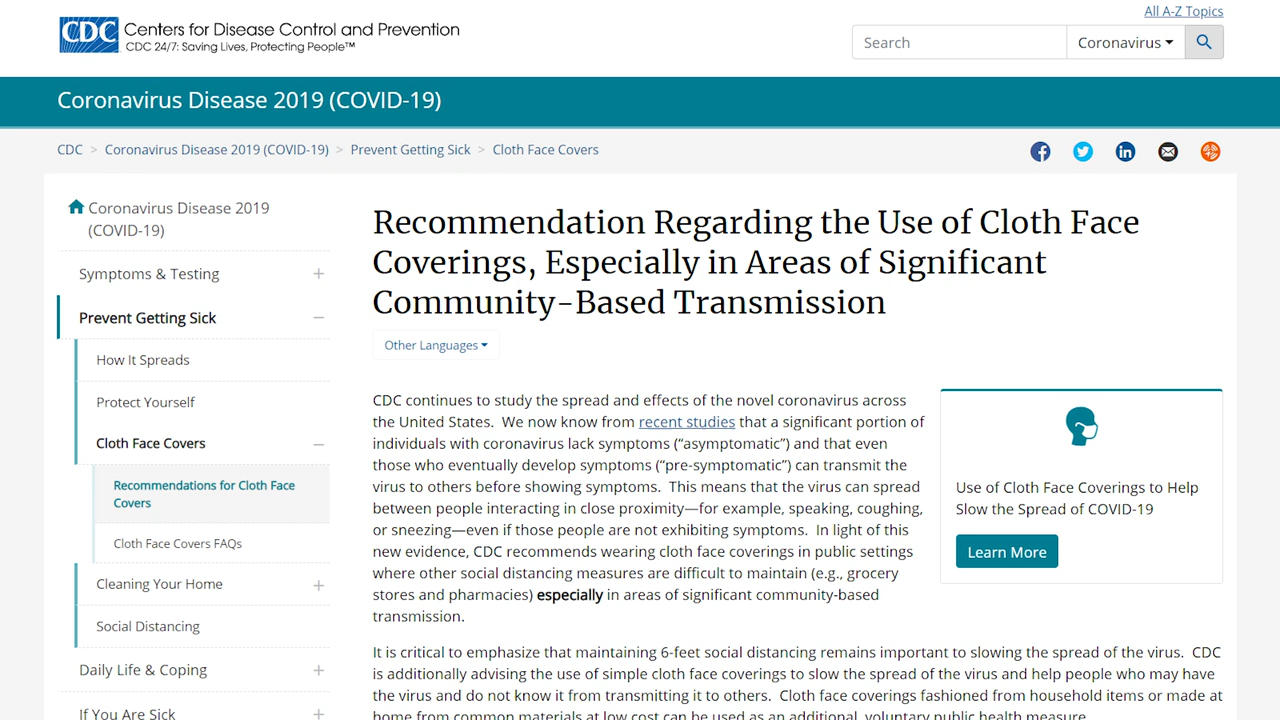 All A-Z Topics
CDC
Centers for Disease Control and Prevention
CDC 24/7: Saving Lives, Protecting People™
Search
Coronavirus
Coronavirus Disease 2019 (COVID-19)
CDC > Coronavirus Disease 2019 (COVID-19) > Prevent Getting Sick > Cloth Face Covers
Coronavirus Disease 2019
(COVID-19)
Symptoms & Testing
Prevent Getting Sick
How It Spreads
Protect Yourself
Cloth Face Covers
Recommendations for Cloth Face
Covers
Cloth Face Covers FAQs
Cleaning Your Home
Social Distancing
Daily Life & Coping
If You Are Sick
Recommendation Regarding the Use of Cloth Face
Coverings, Especially in Areas of Significant
Community-Based Transmission
Other Languages
CDC continues to study the spread and effects of the novel coronavirus across
the United States.  We now know from recent studies that a significant portion of
individuals with coronavirus lack symptoms (“asymptomatic”) and that even
those who eventually develop symptoms (“pre-symptomatic”) can transmit the
virus to others before showing symptoms.  This means that the virus can spread
between people interacting in close proximity—for example, speaking, coughing,
or sneezing—even if those people are not exhibiting symptoms.  In light of this
new evidence, CDC recommends wearing cloth face coverings in public settings
where other social distancing measures are difficult to maintain (e.g., grocery
stores and pharmacies) especially in areas of significant community-based
transmission.
Use of Cloth Face Coverings to Help
Slow the Spread of COVID-19
Learn More
It is critical to emphasize that maintaining 6-feet social distancing remains important to slowing the spread of the virus.  CDC
is additionally advising the use of simple cloth face coverings to slow the spread of the virus and help people who may have
the virus and do not know it from transmitting it to others.  Cloth face coverings fashioned from household items or made at
home from common materials at low cost can be used as an additional, voluntary public health measure.